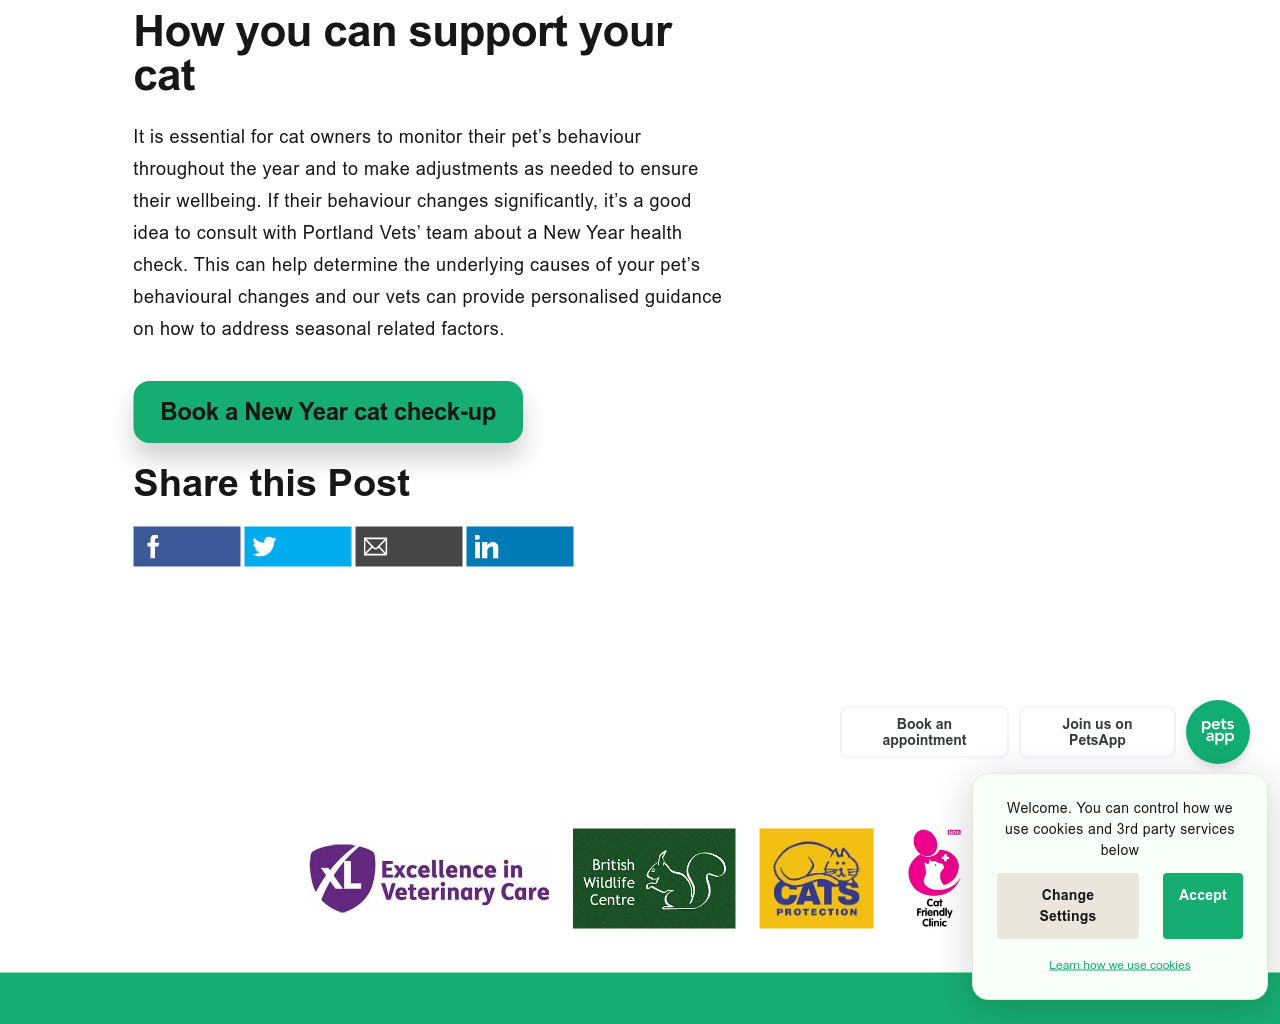 How you can support your
cat
It is essential for cat owners to monitor their pet’s behaviour
throughout the year and to make adjustments as needed to ensure
their wellbeing. If their behaviour changes significantly, it’s a good
idea to consult with Portland Vets’ team about a New Year health
check. This can help determine the underlying causes of your pet’s
behavioural changes and our vets can provide personalised guidance
on how to address seasonal related factors.
Book a New Year cat check-up
Share this Post
Book an
appointment
Join us on
PetsApp
pets
app
Welcome. You can control how we
use cookies and 3rd party services
below
Change
Settings
Accept
Learn how we use cookies
XL Excellence in
Veterinary Care
British
Wildlife
Centre
CATS
PROTECTION
Cat
Friendly
Clinic